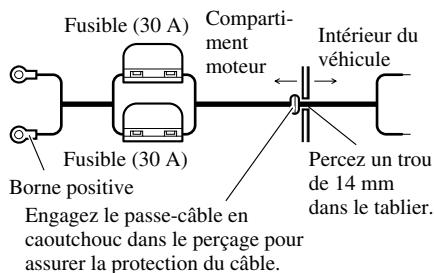 Fusible (30 A)
Comparti-
ment
moteur
Intérieur du
véhicule
Fusible (30 A)
Borne positive
Percez un trou
de 14 mm
dans le tablier.
Engagez le passe-câble en
caoutchouc dans le perçage pour
assurer la protection du câble.